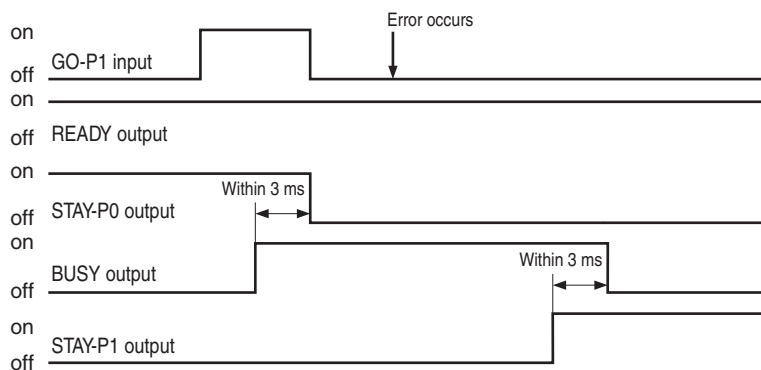 on
Error occurs
GO-P1 input
off
on
off READY output
on
Within 3 ms
STAY-P0 output
off
on
BUSY output
Within 3 ms
off
on
STAY-P1 output
off